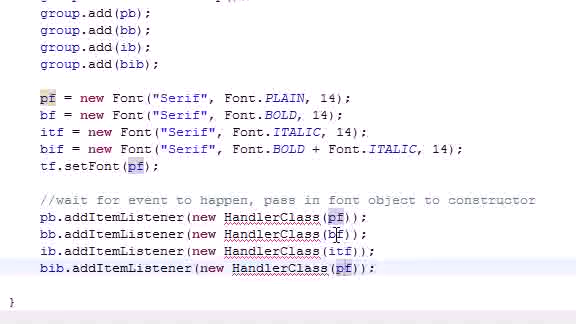 group.add(pb);
group.add(bb);
group.add(ib);
group.add(bib);
pf = new Font("Serif", Font.PLAIN, 14);
bf = new Font("Serif", Font.BOLD, 14);
itf = new Font("Serif", Font.ITALIC, 14);
bif = new Font("Serif", Font.BOLD + Font.ITALIC, 14);
tf.setFont(pf);
//wait for event to happen, pass in font object to constructor
pb.addItemListener(new HandlerClass(pf));
bb.addItemListener(new HandlerClass(bf));
ib.addItemListener(new HandlerClass(itf));
bib.addItemListener(new HandlerClass(pf));
}